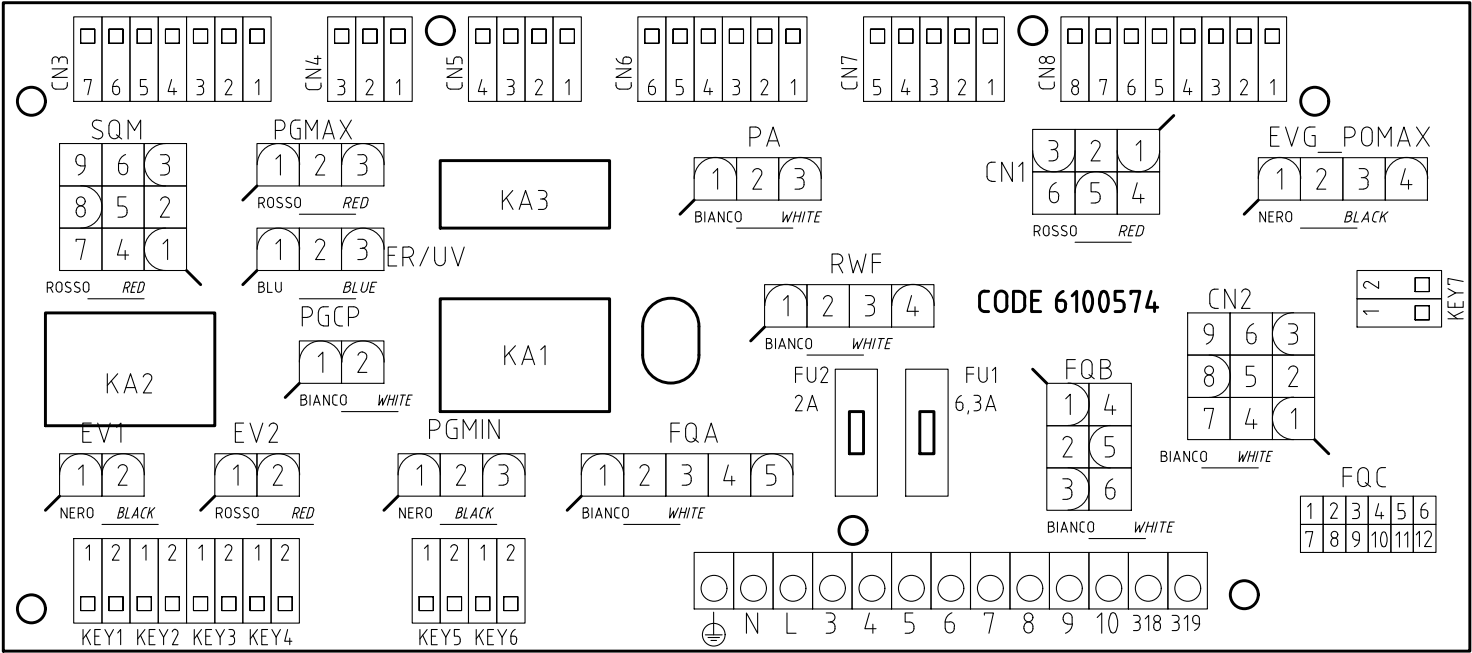 CN3
7 6 5 4 3 2 1
CN4
3 2 1
CN5
4 3 2 1
CN6
6 5 4 3 2 1
CN7
5 4 3 2 1
CN8
8 7 6 5 4 3 2 1
SQM
9 6 3
8 5 2
7 4 1
ROSSO RED
PGMAX
1 2 3
ROSSO RED
1 2 3 ER/UV
BLU BLUE
KA3
PA
1 2 3
BIANCO WHITE
CN1
3 2 1
6 5 4
ROSSO RED
EVG_POMAX
1 2 3 4
NERO BLACK
RWF
1 2 3 4
BIANCO WHITE
CODE 6100574
KEY7
2
1
CN2
9 6 3
8 5 2
7 4 1
BIANCO WHITE
KA2
PGCP
1 2
BIANCO WHITE
KA1
FU2
2A
FU1
6,3A
FQB
1 4
2 5
3 6
BIANCO WHITE
EV1
1 2
NERO BLACK
EV2
1 2
ROSSO RED
PGMIN
1 2 3
NERO BLACK
FQA
1 2 3 4 5
BIANCO WHITE
FQC
1 2 3 4 5 6
7 8 9 10 11 12
1 2 1 2 1 2 1 2
KEY1 KEY2 KEY3 KEY4
1 2 1 2
KEY5 KEY6
N L 3 4 5 6 7 8 9 10 318 319